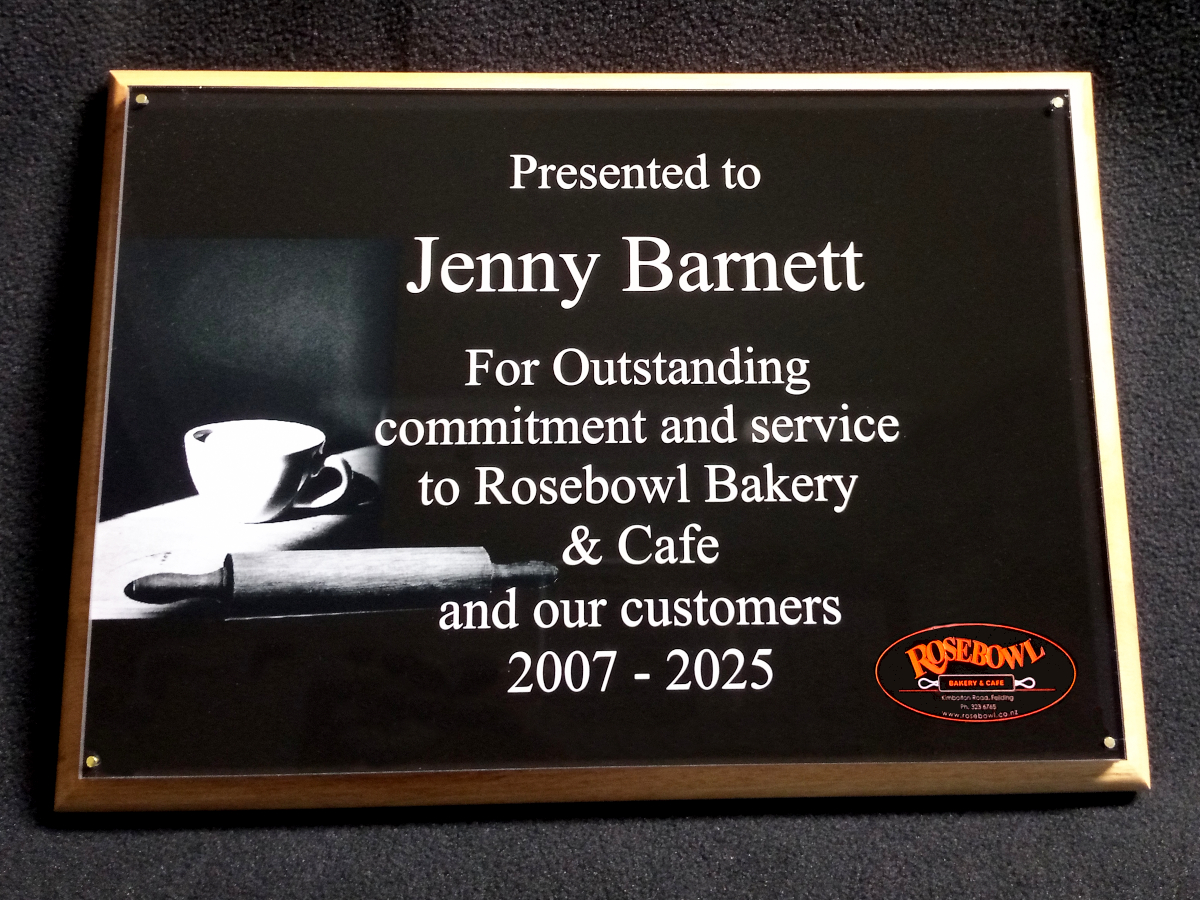 Presented to
Jenny Barnett
For Outstanding
commitment and service
to Rosebowl Bakery
& Cafe
and our customers
2007 - 2025
ROSEBOWL
BAKERY & CAFE
Kimbolton Road, Feilding
Ph. 323 6765
www.rosebowl.co.nz